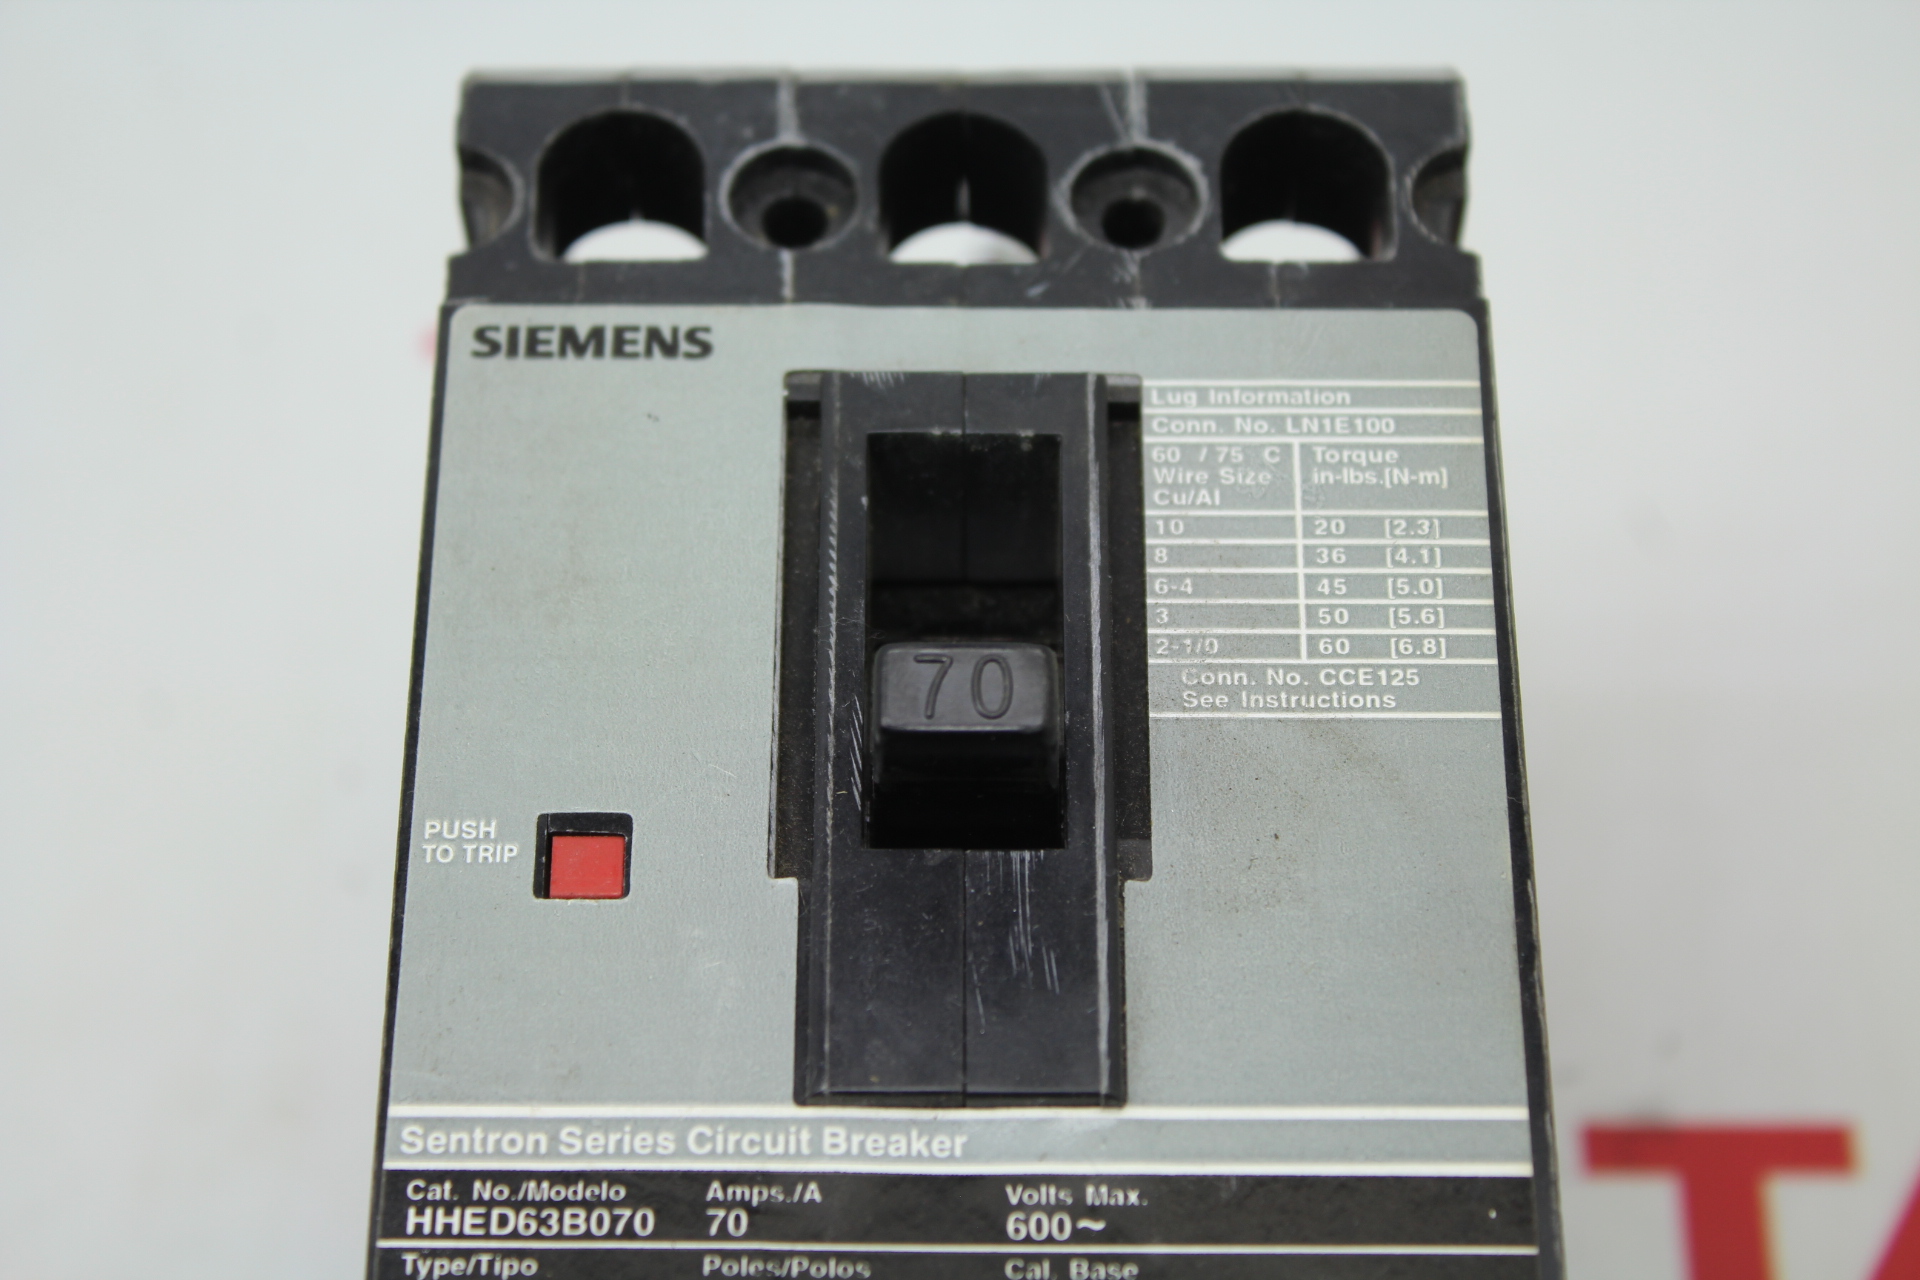 SIEMENS
Lug Information
Conn. No. LN1E100
60 / 75 C Torque
Wire Size in-lbs.[N-m]
Cu/Al
10 20 [2.3]
8 36 [4.1]
6-4 45 [5.0]
3 50 [5.6]
2-1/0 60 [6.8]
Conn. No. CCE125
See Instructions
70
PUSH
TO TRIP
Sentron Series Circuit Breaker
Cat. No./Modelo Amps./A Volts Max.
HHED63B070 70 600~
Type/Tipo Poles/Polos Cal. Base